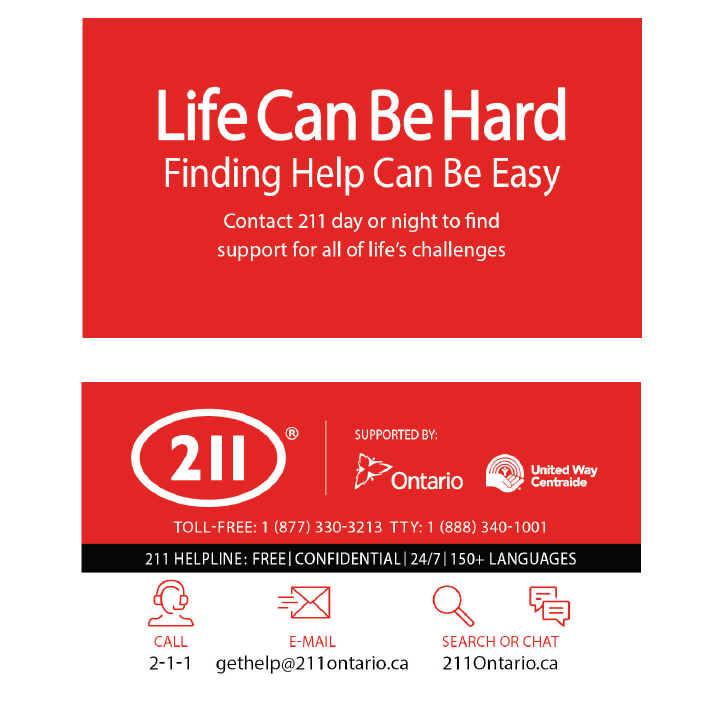 Life Can Be Hard
Finding Help Can Be Easy
Contact 211 day or night to find
support for all of life's challenges
211®
SUPPORTED BY:
Ontario
United Way
Centraide
TOLL-FREE: 1 (877) 330-3213 TTY: 1 (888) 340-1001
211 HELPLINE: FREE|CONFIDENTIAL|24/7|150+ LANGUAGES
CALL
2-1-1
E-MAIL
gethelp@211ontario.ca
SEARCH OR CHAT
211Ontario.ca